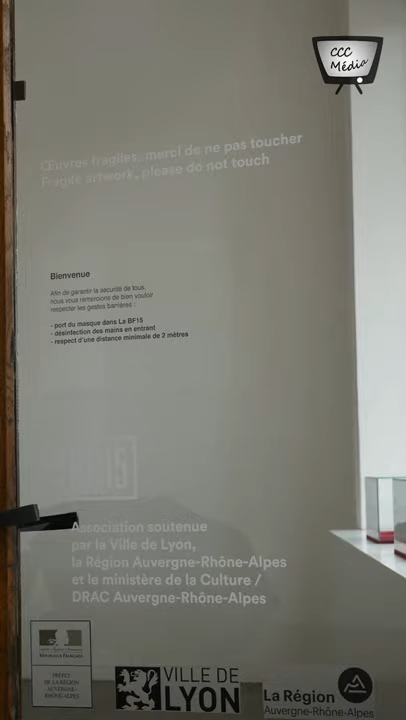 CCC
Média
Œuvres fragiles, merci de ne pas toucher
Fragile artwork, please do not touch
Bienvenue
Afin de garantir la sécurité de tous,
nous vous remercions de bien vouloir
respecter les gestes barrières :
- port du masque dans La BF15
- désinfection des mains en entrant
- respect d'une distance minimale de 2 mètres
Association soutenue
par la Ville de Lyon,
la Région Auvergne-Rhône-Alpes
et le ministère de la Culture /
DRAC Auvergne-Rhône-Alpes
RÉPUBLIQUE FRANÇAISE
PRÉFET
DE LA RÉGION
AUVERGNE-
RHÔNE-ALPES
VILLE DE
LYON
La Région
Auvergne-Rhône-Alpes